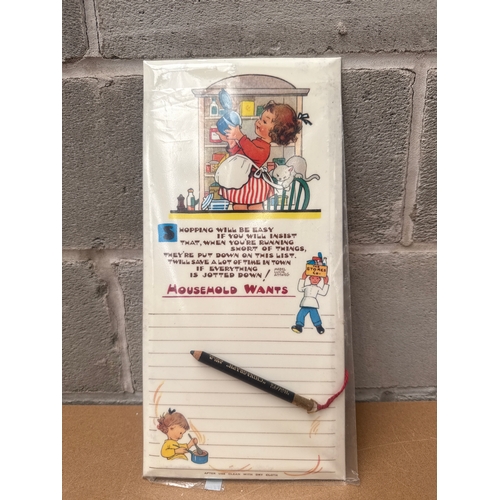 SHOPPING WILL BE EASY
IF YOU WILL INSIST
THAT, WHEN YOU'RE RUNNING
SHORT OF THINGS,
THEY'RE PUT DOWN ON THIS LIST.
TWILL SAVE A LOT OF TIME IN TOWN
IF EVERYTHING
IS JOTTED DOWN!
HOUSEHOLD WANTS
STORES